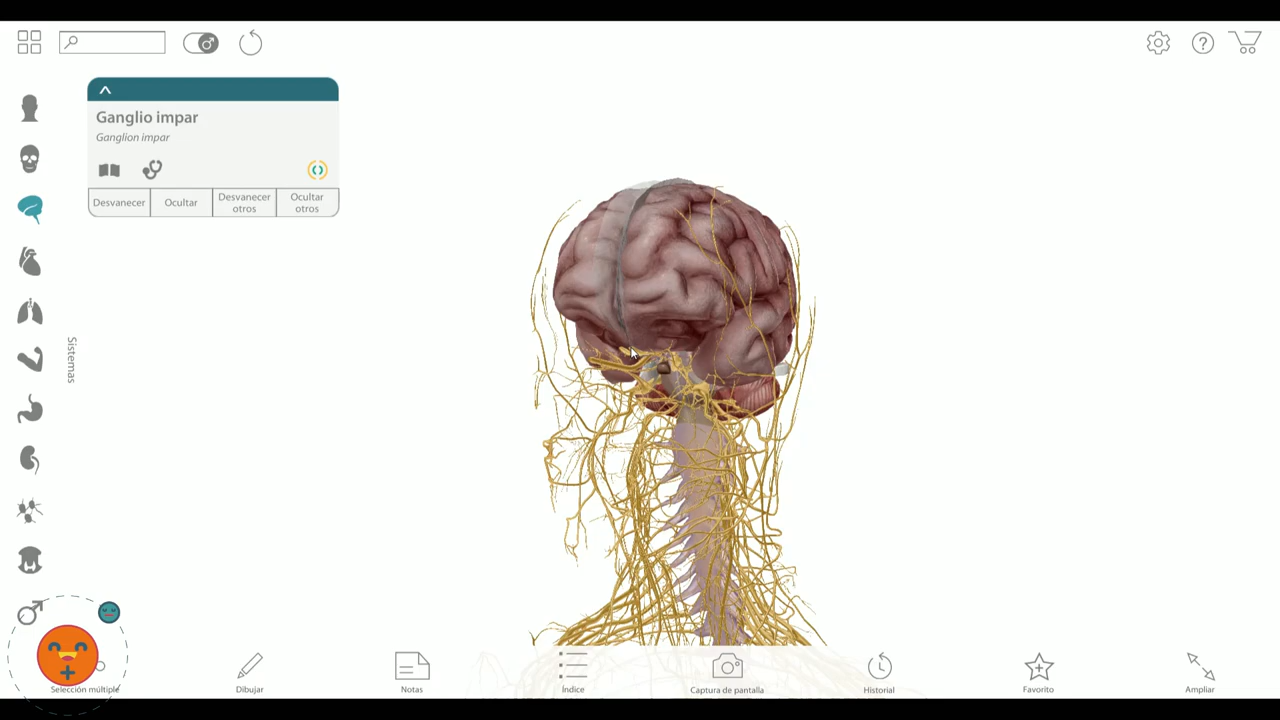 Ganglio impar
Ganglion impar
Desvanecer
Ocultar
Desvanecer
otros
Ocultar
otros
Sistemas
Selección múltiple
Dibujar
Notas
Índice
Captura de pantalla
Historial
Favorito
Ampliar